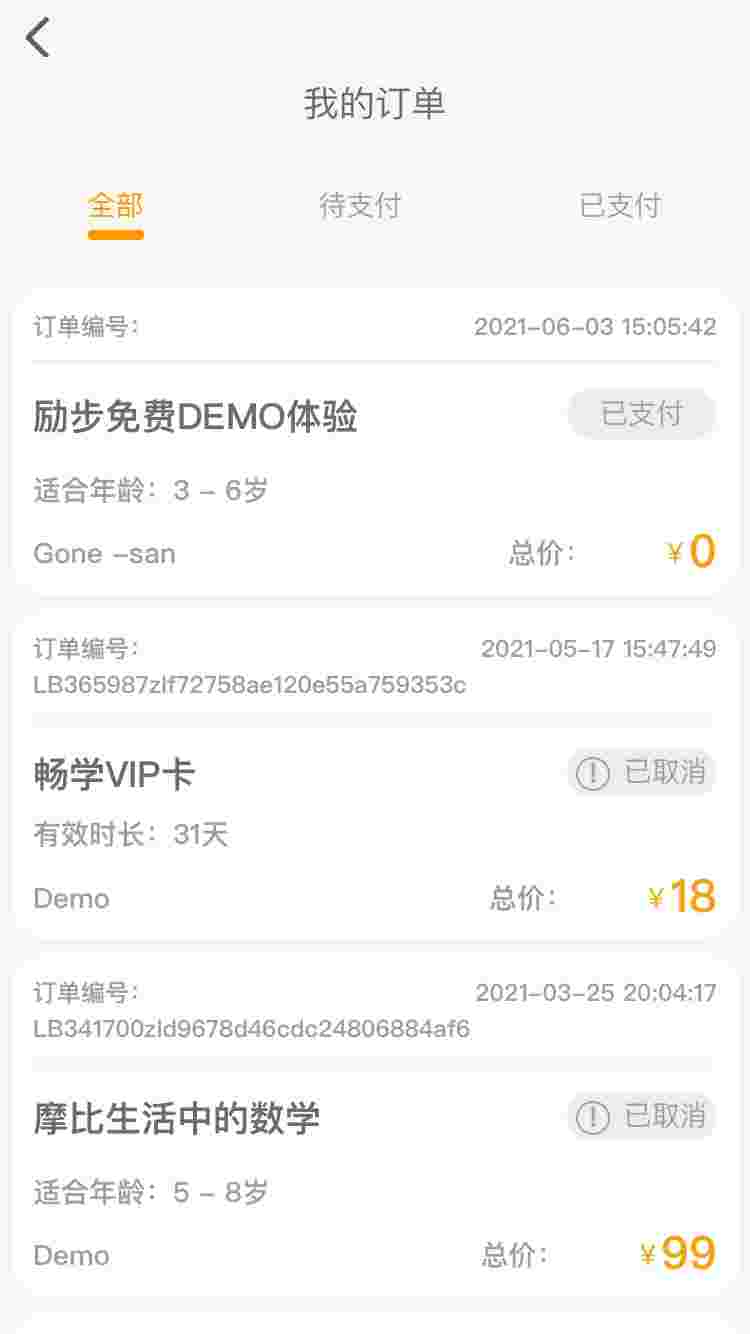 我的订单
全部 待支付 已支付
订单编号: 2021-06-03 15:05:42
励步免费DEMO体验 已支付
适合年龄: 3 - 6岁
Gone -san 总价: ¥0
订单编号: 2021-05-17 15:47:49
LB365987zlf72758ae120e55a759353c
畅学VIP卡 已取消
有效时长: 31天
Demo 总价: ¥18
订单编号: 2021-03-25 20:04:17
LB341700zld9678d46cdc24806884af6
摩比生活中的数学 已取消
适合年龄: 5 - 8岁
Demo 总价: ¥99